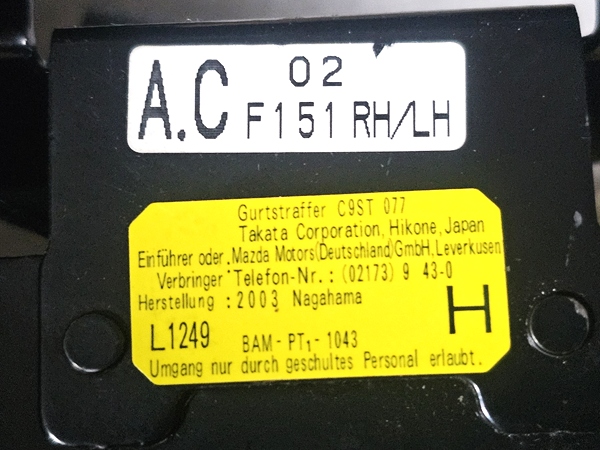 A.C 02
F151 RH/LH
Gurtstraffer C9ST 077
Takata Corporation, Hikone, Japan
Einführer oder Mazda Motors(Deutschland)GmbH, Leverkusen
Verbringer Telefon-Nr.: (02173) 9 43-0
Herstellung : 2003 Nagahama
H
L1249 BAM-PT1-1043
Umgang nur durch geschultes Personal erlaubt.